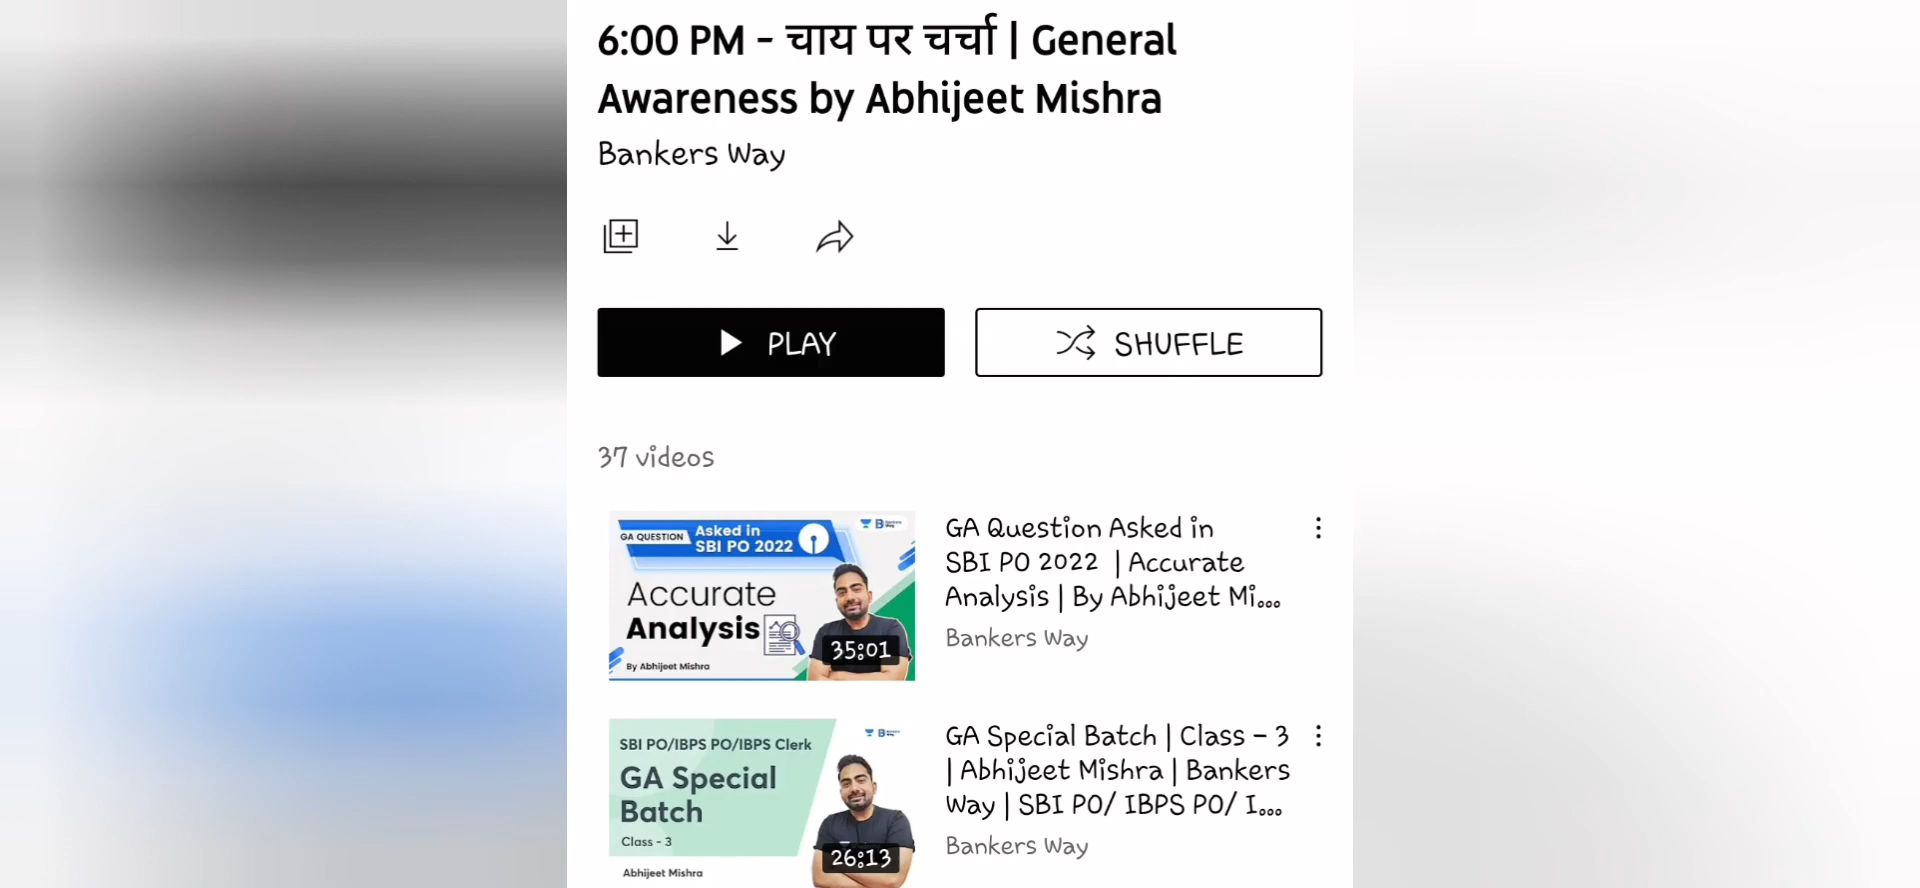 6:00 PM - चाय पर चर्चा | General
Awareness by Abhijeet Mishra
Bankers Way
PLAY
SHUFFLE
37 videos
GA QUESTION
Asked in
SBI PO 2022
Accurate
Analysis
By Abhijeet Mishra
35:01
GA Question Asked in
SBI PO 2022 | Accurate
Analysis | By Abhijeet Mi...
Bankers Way
SBI PO/IBPS PO/IBPS Clerk
GA Special
Batch
Class - 3
Abhijeet Mishra
26:13
GA Special Batch | Class - 3
| Abhijeet Mishra | Bankers
Way | SBI PO/ IBPS PO/ I...
Bankers Way